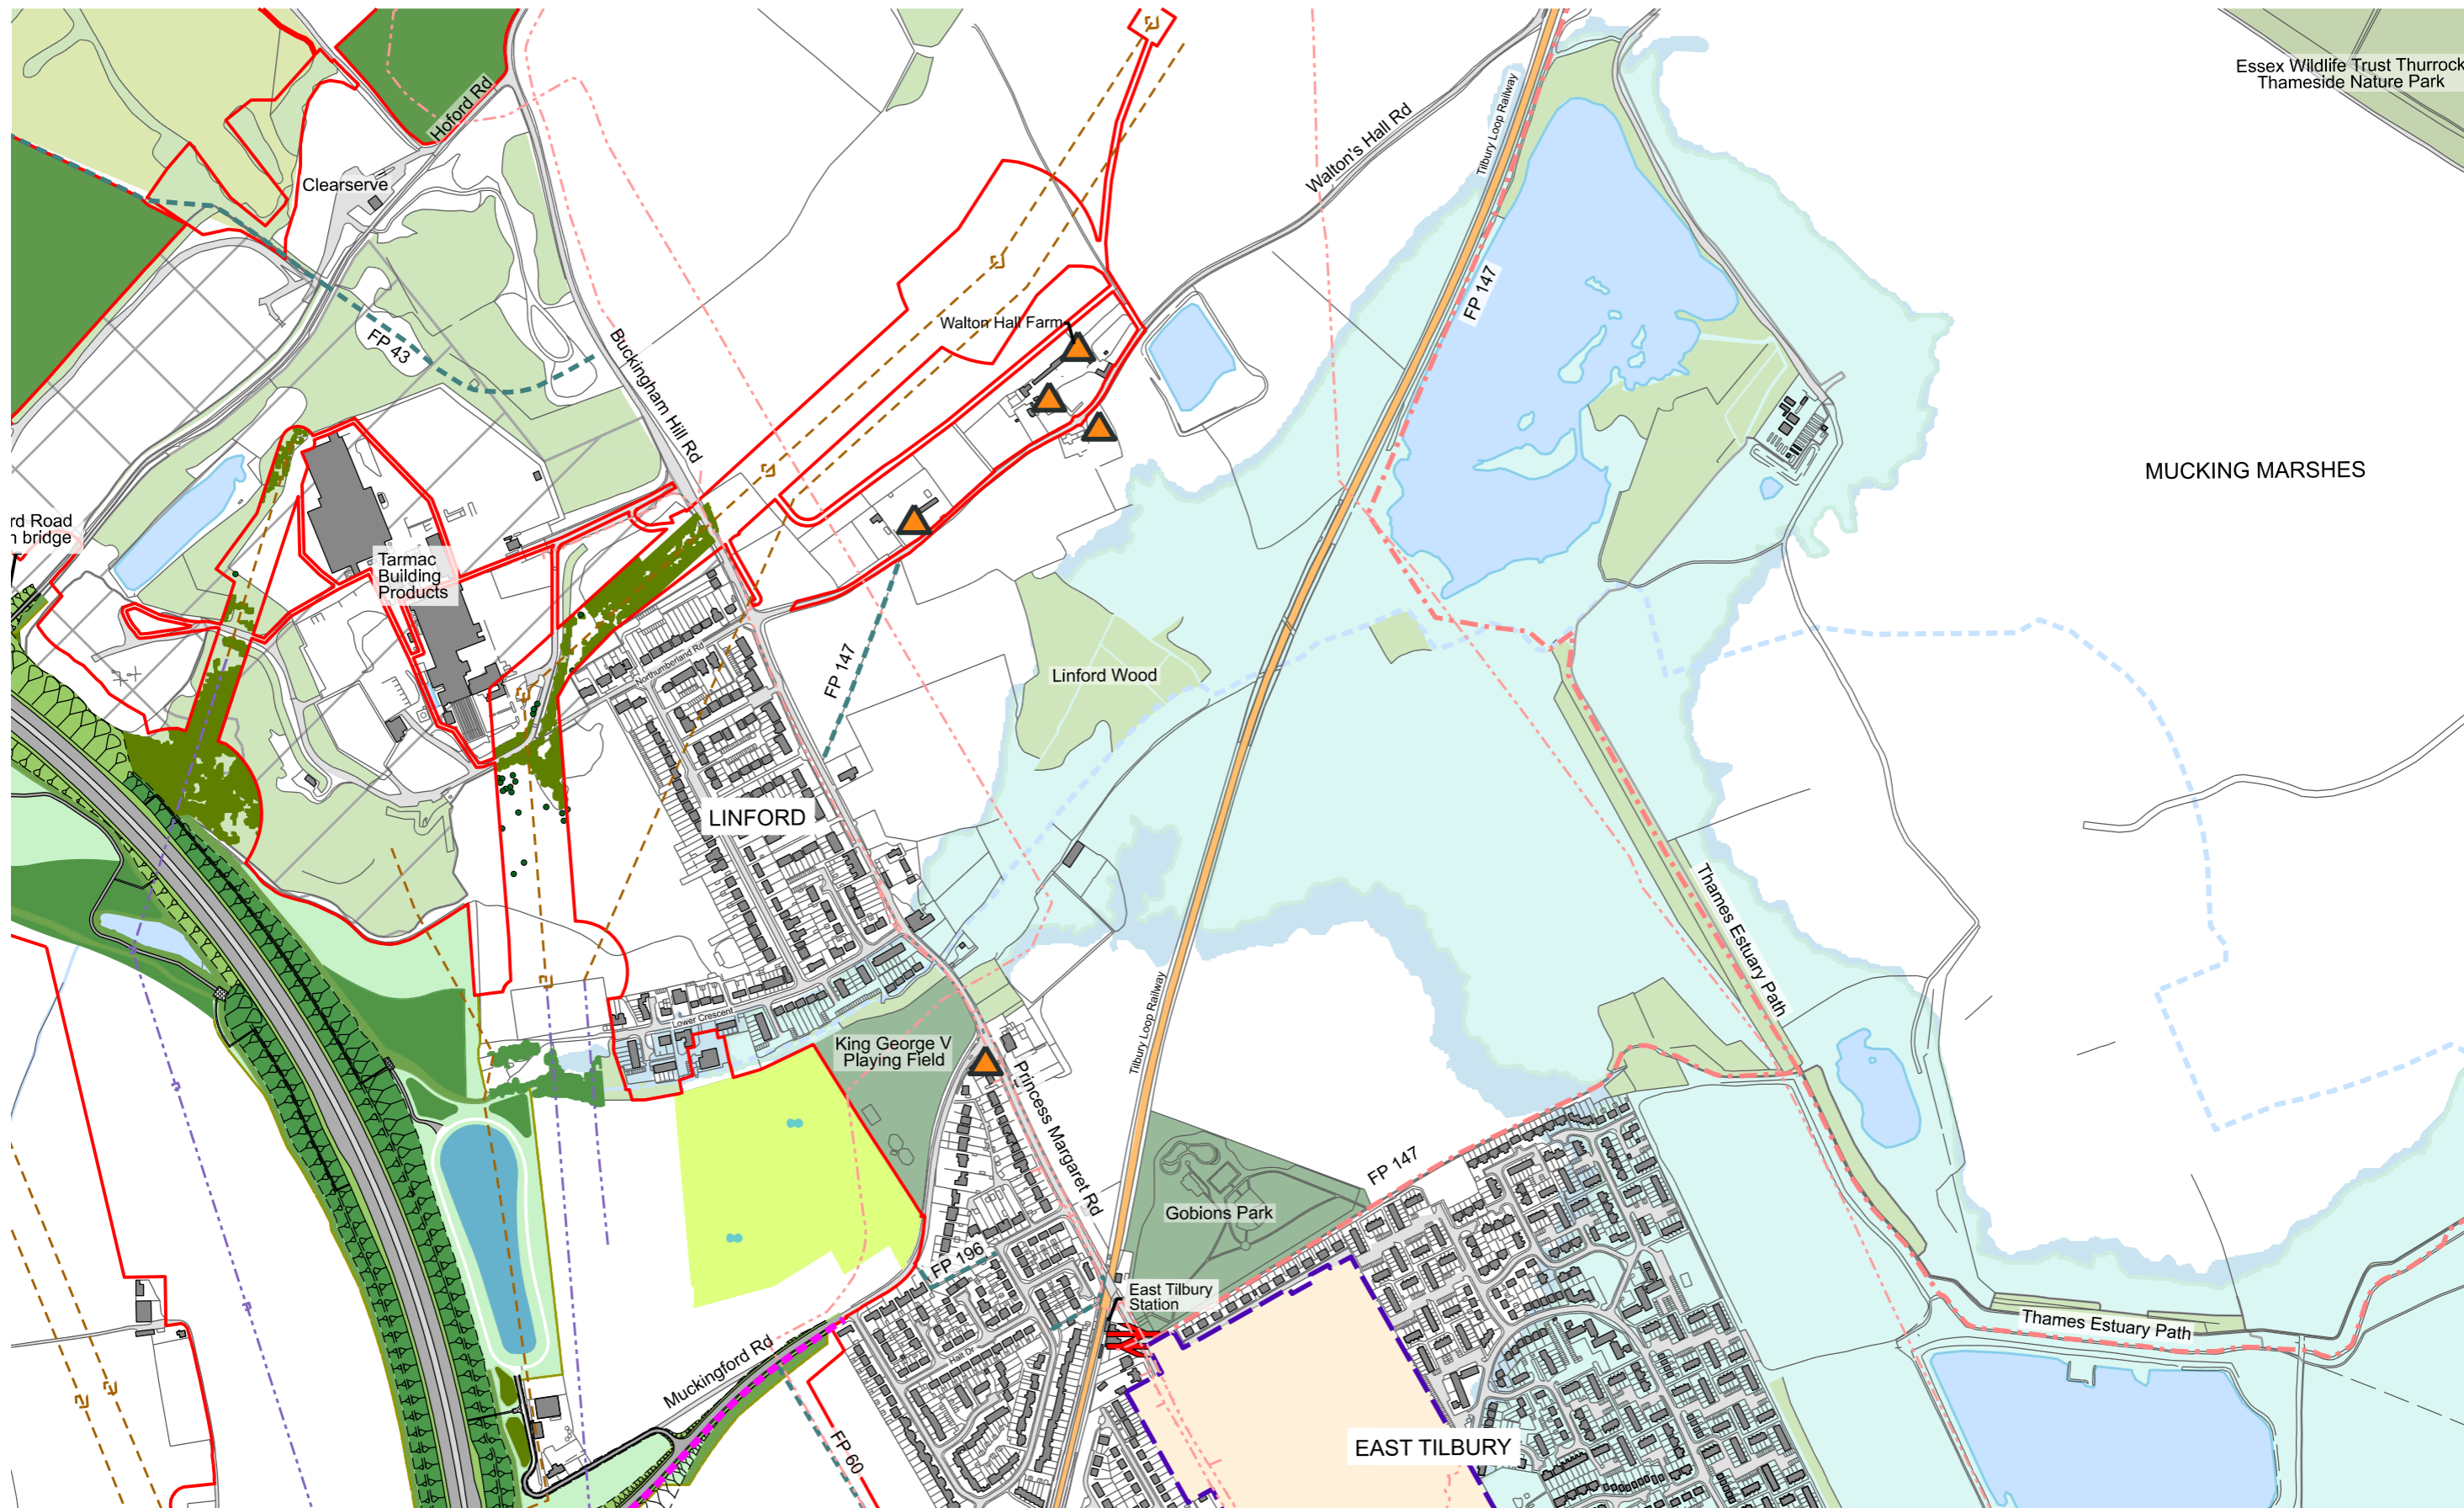 Essex Wildlife Trust Thurrock
Thameside Nature Park
Hoford Rd
Tilbury Loop Railway
Walton's Hall Rd
Clearserve
FP 147
Walton Hall Farm
FP 43
Buckingham Hill Rd
MUCKING MARSHES
rd Road
bridge
Tarmac
Building
Products
Northumberland Rd
FP 147
Linford Wood
LINFORD
Thames Estuary Path
Lower Crescent
King George V
Playing Field
Tilbury Loop Railway
Princess Margaret Rd
FP 147
Gobions Park
FP 196
East Tilbury
Station
Thames Estuary Path
Hall Dr
Muckingford Rd
FP 60
EAST TILBURY